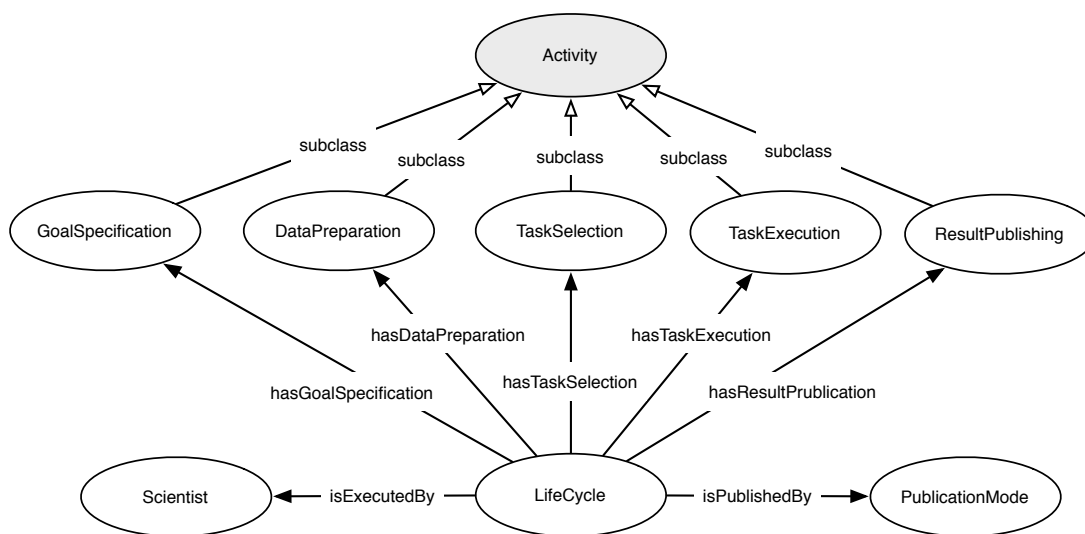 Activity
subclass
subclass
subclass
subclass
subclass
GoalSpecification
DataPreparation
TaskSelection
TaskExecution
ResultPublishing
hasDataPreparation
hasTaskExecution
hasGoalSpecification
hasTaskSelection
hasResultPrublication
Scientist
isExecutedBy
LifeCycle
isPublishedBy
PublicationMode